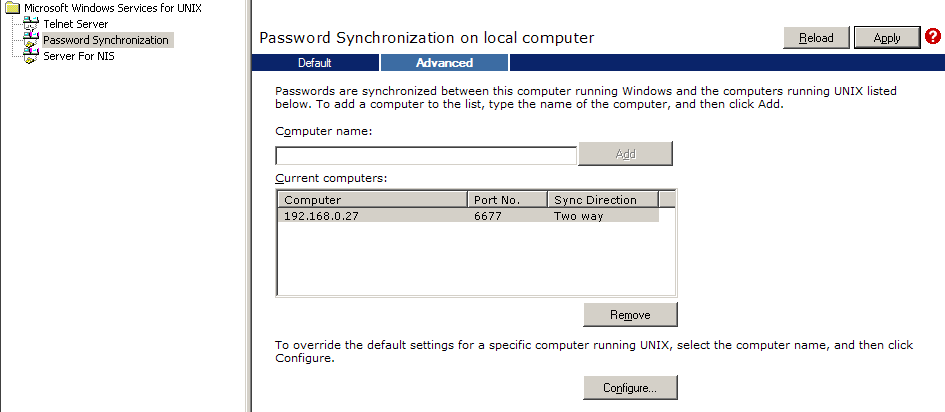 Microsoft Windows Services for UNIX
Telnet Server
Password Synchronization
Server For NIS
Password Synchronization on local computer
Reload
Apply
?
Default
Advanced
Passwords are synchronized between this computer running Windows and the computers running UNIX listed
below. To add a computer to the list, type the name of the computer, and then click Add.
Computer name:
Add
Current computers:
Computer Port No. Sync Direction
192.168.0.27 6677 Two way
Remove
To override the default settings for a specific computer running UNIX, select the computer name, and then click
Configure.
Configure...